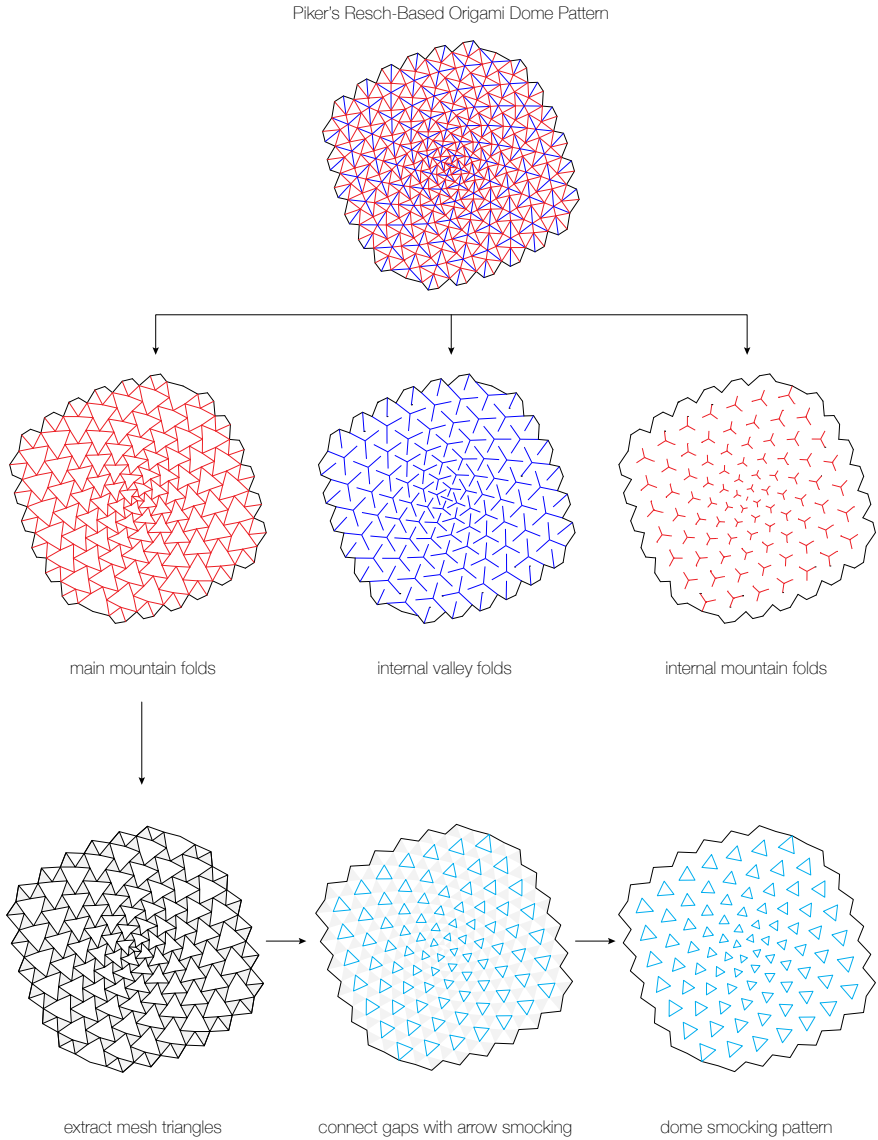 Piker's Resch-Based Origami Dome Pattern
main mountain folds
internal valley folds
internal mountain folds
extract mesh triangles
connect gaps with arrow smocking
dome smocking pattern